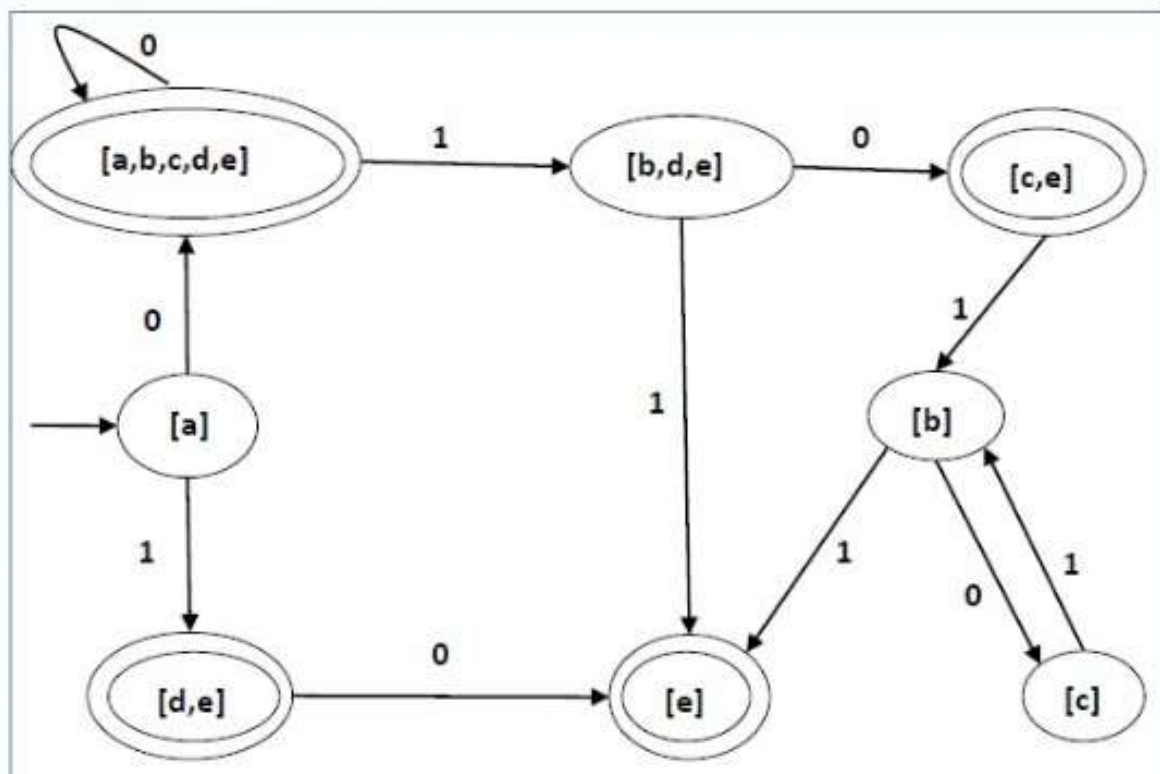 0
[a,b,c,d,e]
1
[b,d,e]
0
[c,e]
0
1
[a]
1
[b]
1
1
0
1
[d,e]
0
[e]
[c]